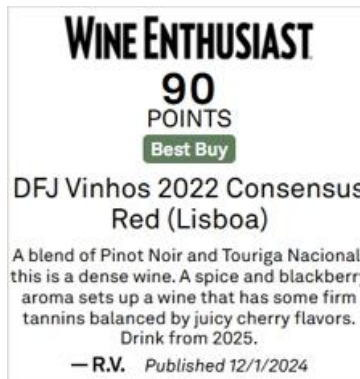 WINE ENTHUSIAST
90
POINTS
Best Buy
DFJ Vinhos 2022 Consensus
Red (Lisboa)
A blend of Pinot Noir and Touriga Nacional
this is a dense wine. A spice and blackberry
aroma sets up a wine that has some firm
tannins balanced by juicy cherry flavors.
Drink from 2025.
— R.V. Published 12/1/2024